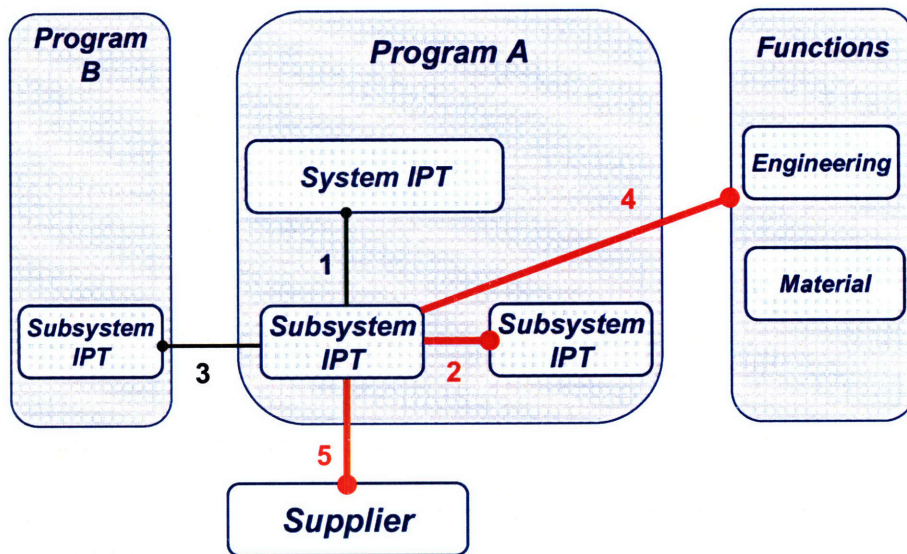 Program
B
Program A
Functions
System IPT
4
Engineering
1
Material
Subsystem
IPT
3
Subsystem
IPT
2
Subsystem
IPT
5
Supplier